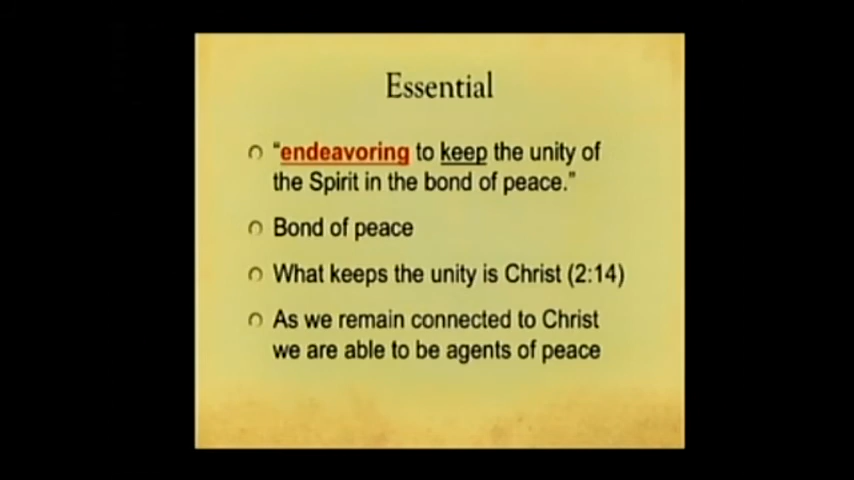 Essential
"endeavoring to keep the unity of
the Spirit in the bond of peace."
Bond of peace
What keeps the unity is Christ (2:14)
As we remain connected to Christ
we are able to be agents of peace